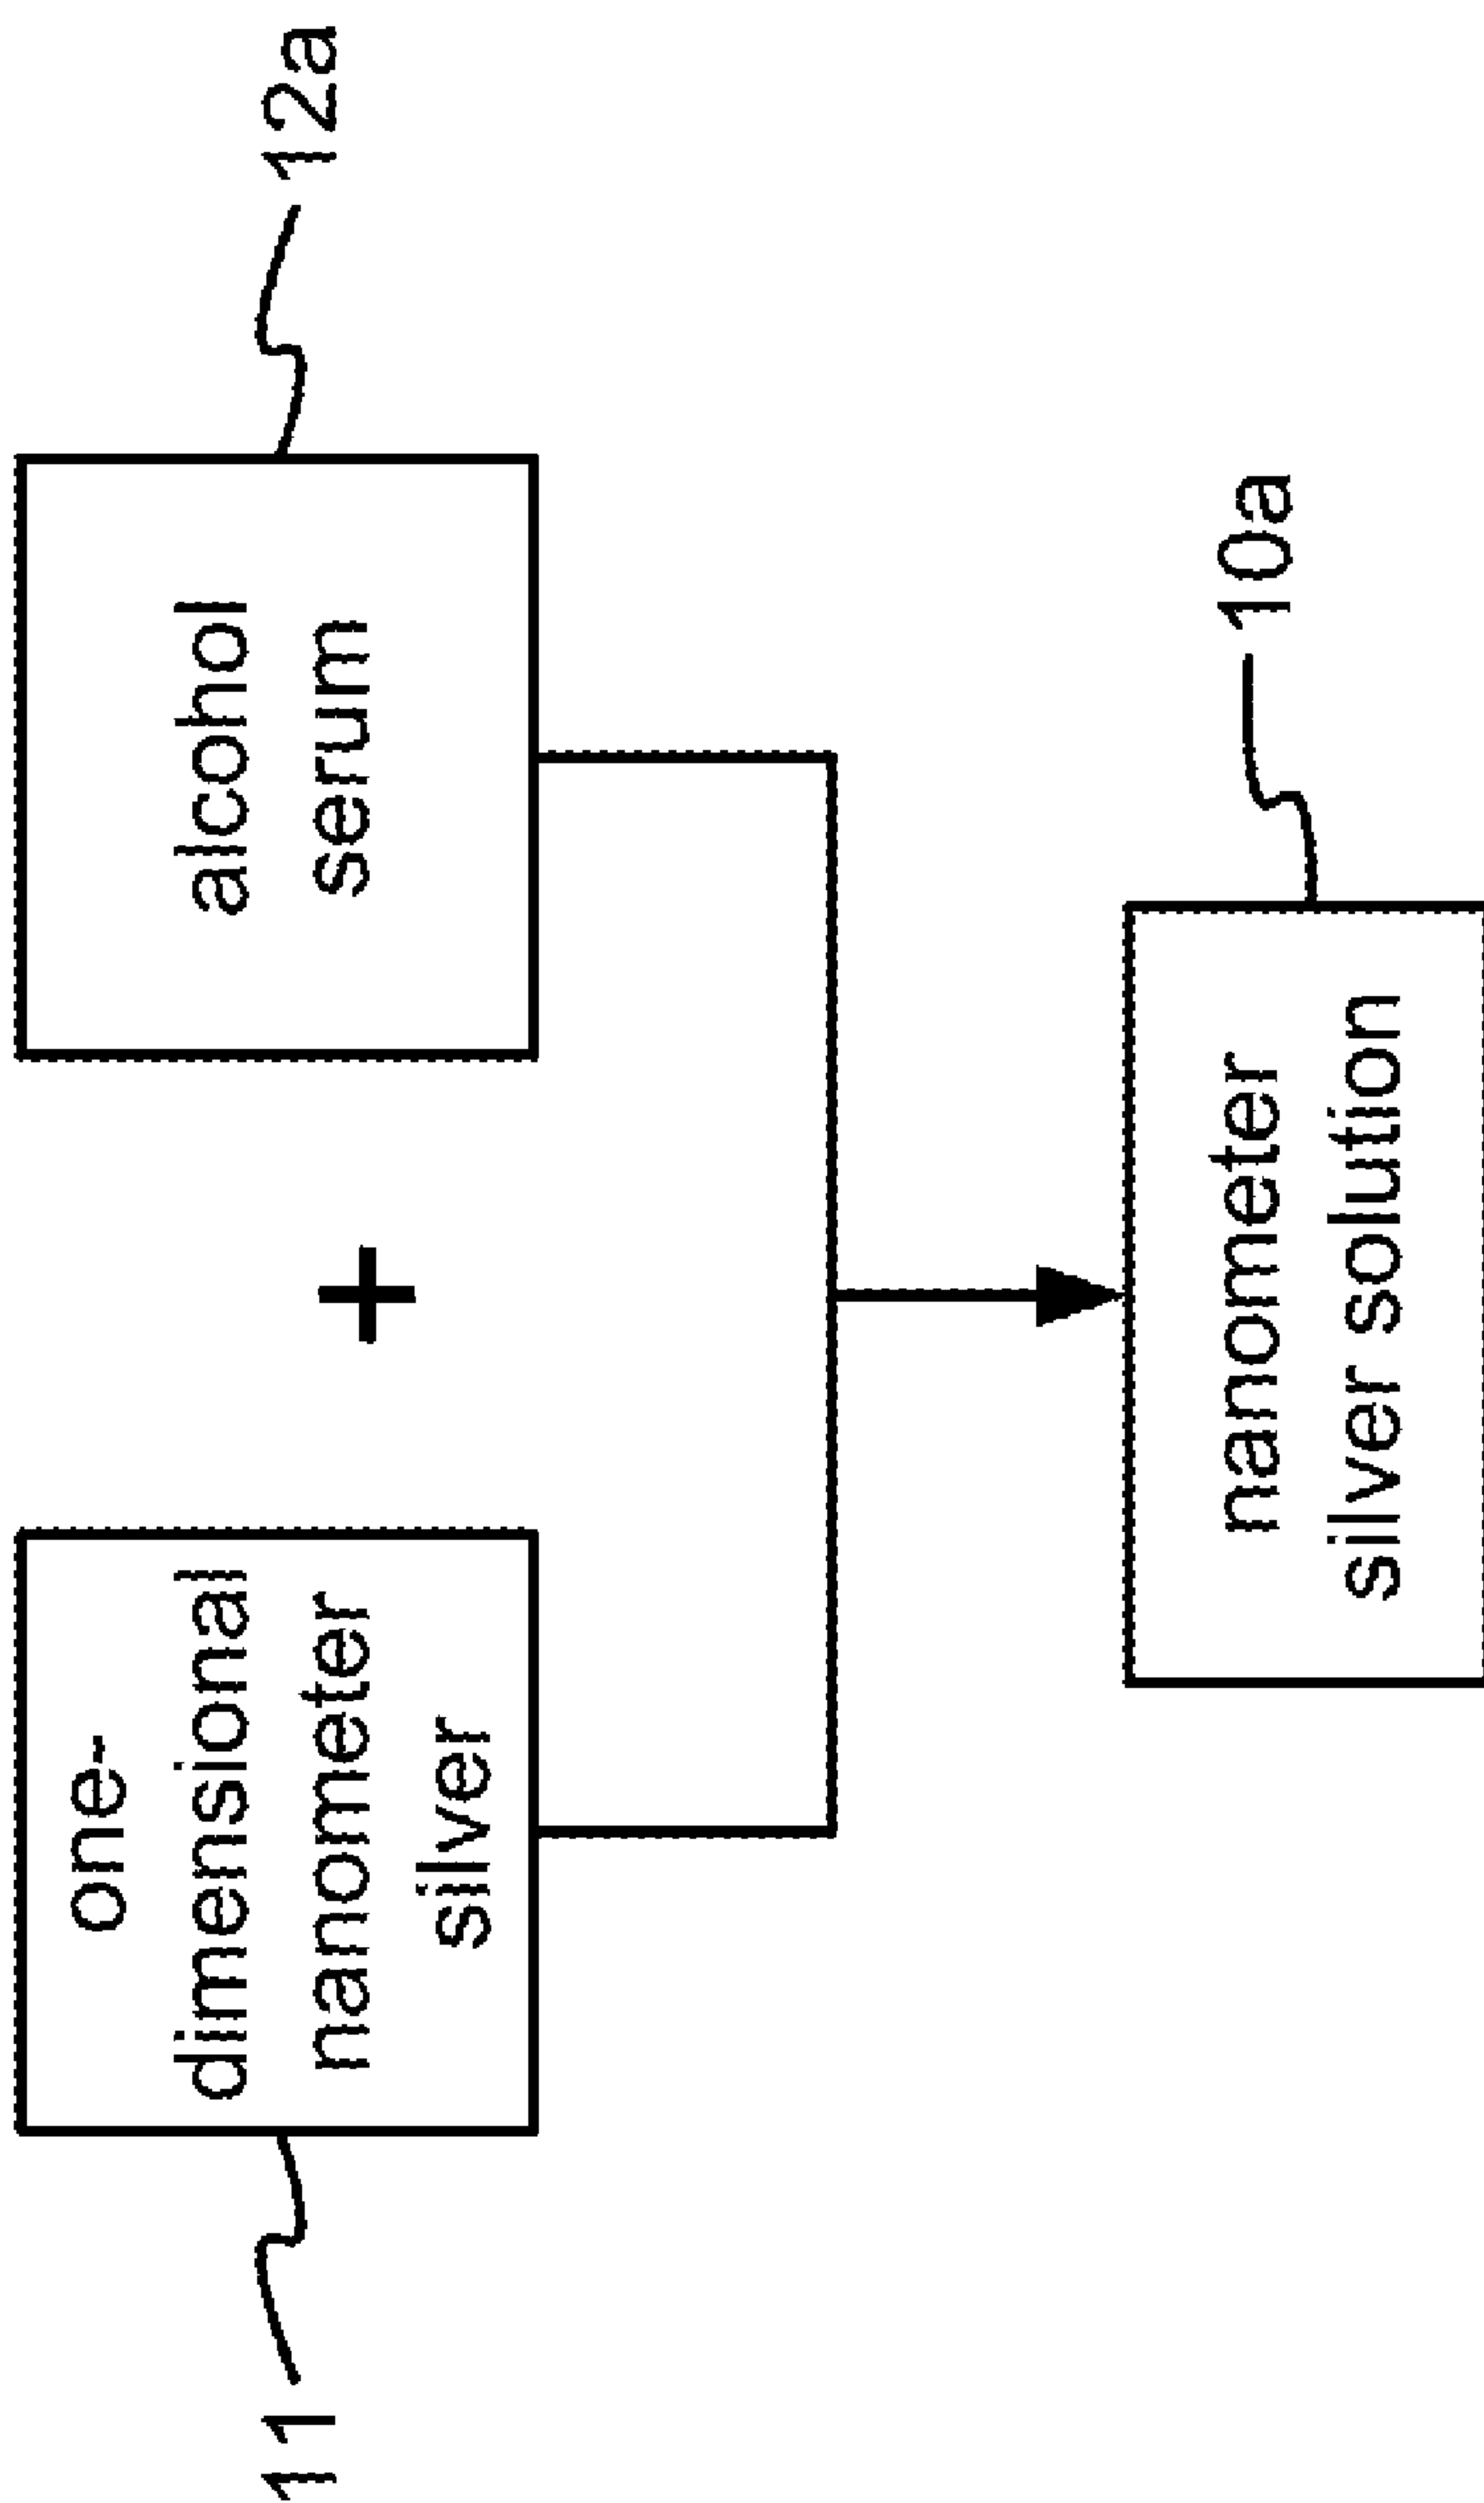 11
one-
dimensional
nanometer
silver
+
alcohol
serum
12a
nanometer
silver solution
10a